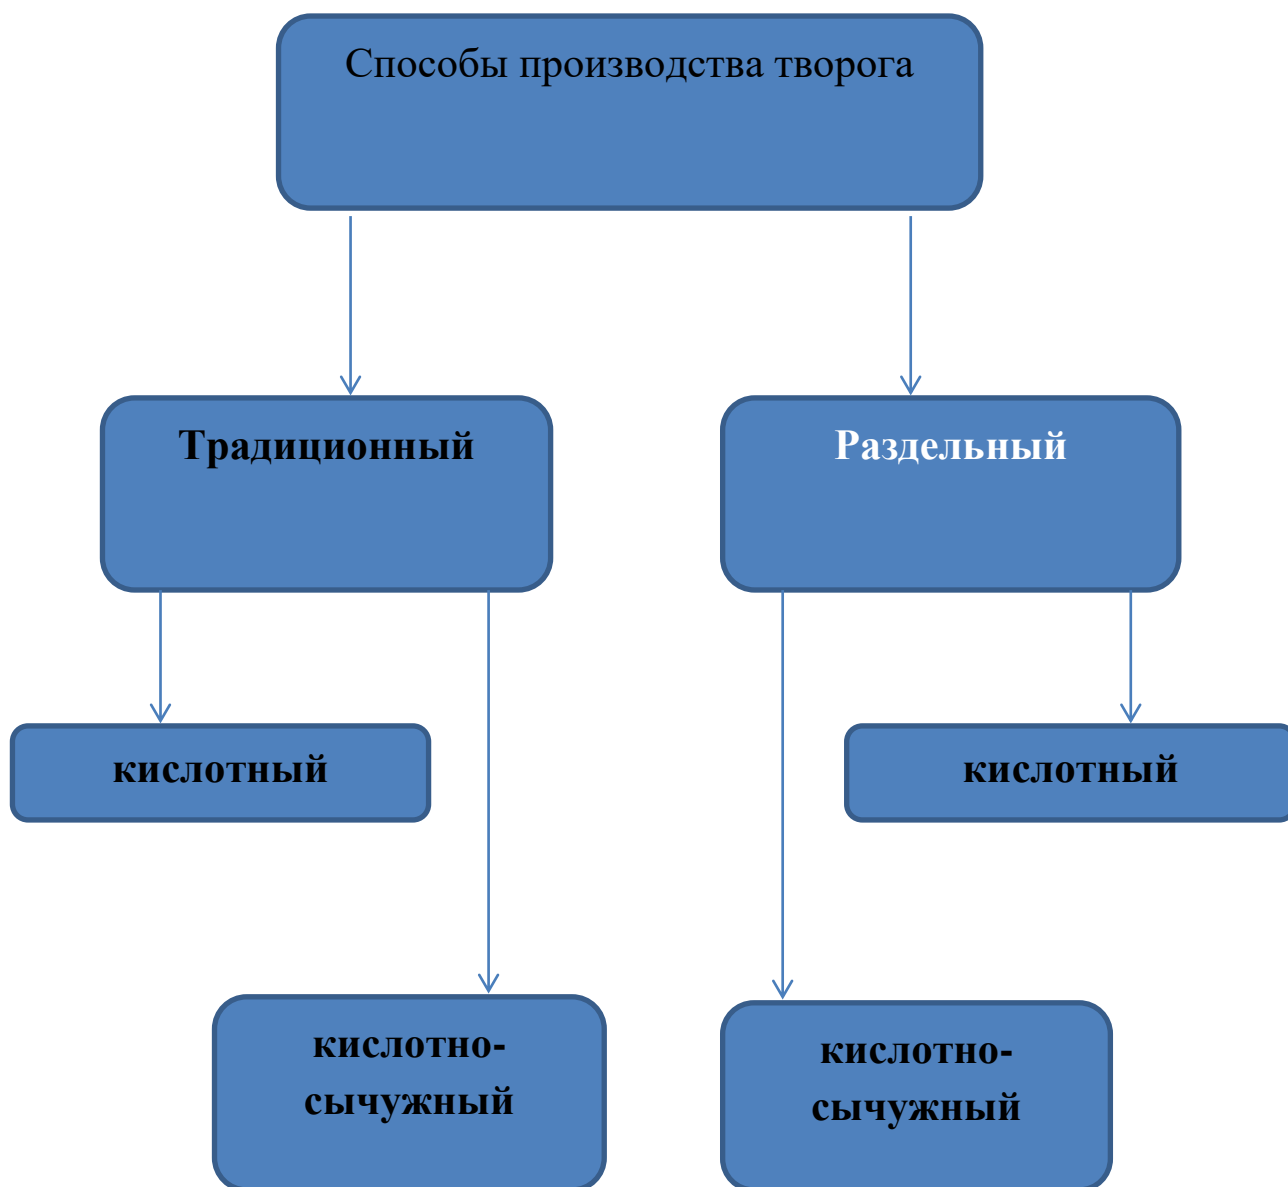 Способы производства творога
Традиционный
Раздельный
кислотный
кислотный
кислотно-
сычужный
кислотно-
сычужный